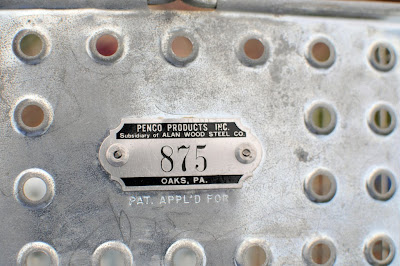 PENCO PRODUCTS INC.
Subsidiary of ALAN WOOD STEEL CO.
875
OAKS, PA.
PAT. APPL'D FOR